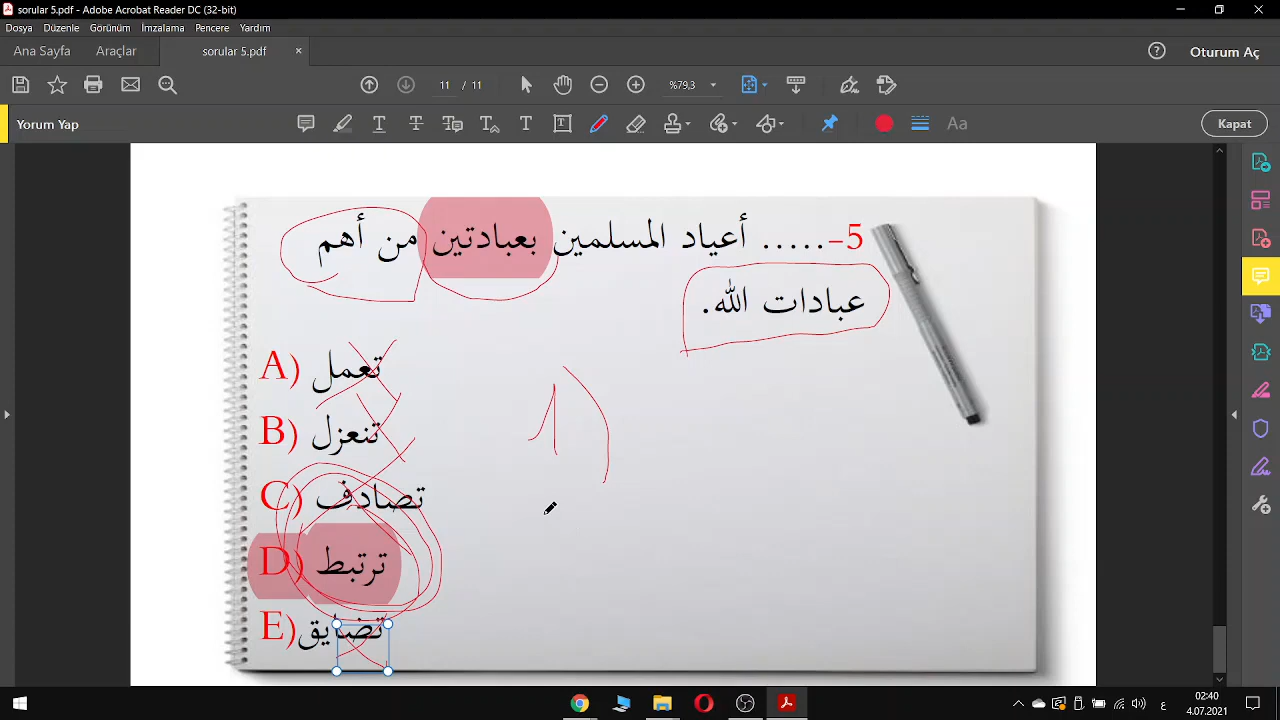 sorular 5.pdf - Adobe Acrobat Reader DC (32-bit)
Dosya Düzenle Görünüm İmzalama Pencere Yardım
Ana Sayfa Araçlar sorular 5.pdf × Oturum Aç
11 / 11 %79,3
Yorum Yap Aa Kapat
5-..... أعياد المسلمين بعبادتين من أهم
عبادات الله.
A) تعمل
B) تنعزل
C) تصادف
D) ترتبط
E) تضايق
02:40
4.07.2021